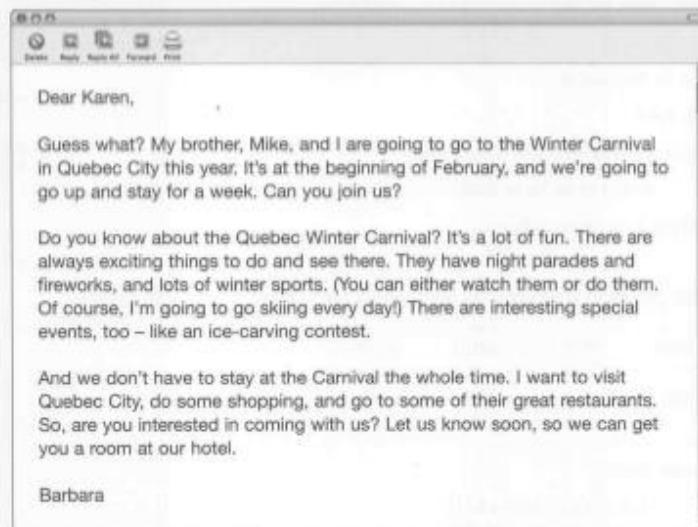 Delete Reply Reply All Forward Print
Dear Karen,
Guess what? My brother, Mike, and I are going to go to the Winter Carnival
in Quebec City this year. It's at the beginning of February, and we're going to
go up and stay for a week. Can you join us?
Do you know about the Quebec Winter Carnival? It's a lot of fun. There are
always exciting things to do and see there. They have night parades and
fireworks, and lots of winter sports. (You can either watch them or do them.
Of course, I'm going to go skiing every day!) There are interesting special
events, too – like an ice-carving contest.
And we don't have to stay at the Carnival the whole time. I want to visit
Quebec City, do some shopping, and go to some of their great restaurants.
So, are you interested in coming with us? Let us know soon, so we can get
you a room at our hotel.
Barbara